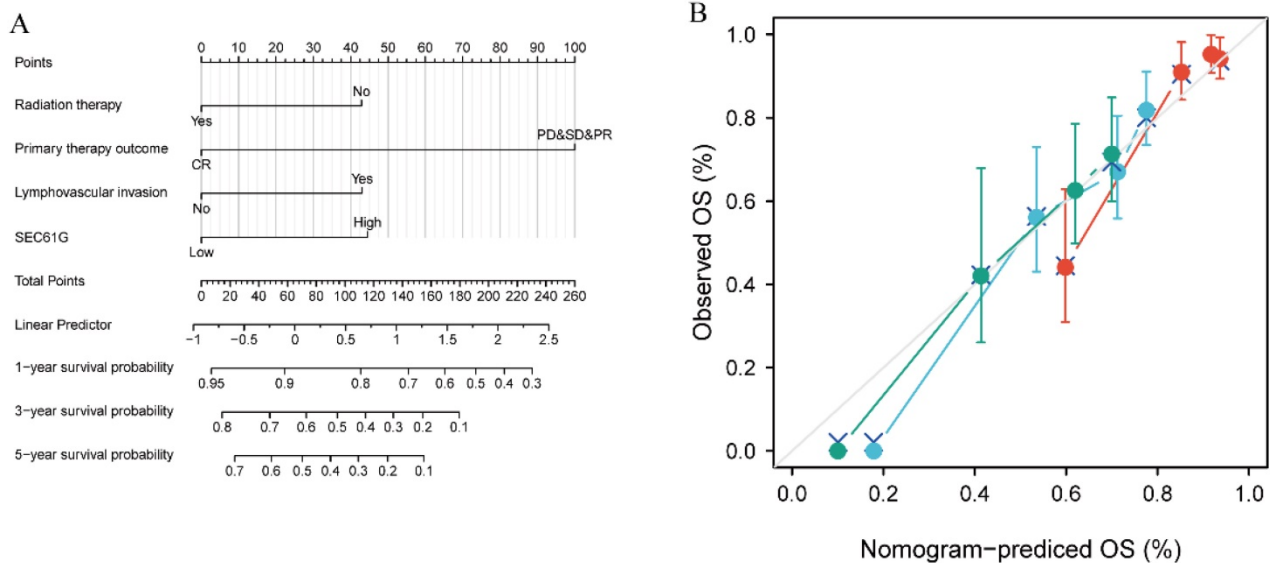 A
0 10 20 30 40 50 60 70 80 90 100
Points
No
Radiation therapy
Yes
PD&SD&PR
Primary therapy outcome
CR
Yes
Lymphovascular invasion
No
High
SEC61G
Low
Total Points
0 20 40 60 80 100 120 140 160 180 200 220 240 260
Linear Predictor
−1 −0.5 0 0.5 1 1.5 2 2.5
1−year survival probability
0.95 0.9 0.8 0.7 0.6 0.5 0.4 0.3
3−year survival probability
0.8 0.7 0.6 0.5 0.4 0.3 0.2 0.1
5−year survival probability
0.7 0.6 0.5 0.4 0.3 0.2 0.1
B
1.0
0.8
0.6
0.4
0.2
0.0
Observed OS (%)
0.0 0.2 0.4 0.6 0.8 1.0
Nomogram−prediced OS (%)